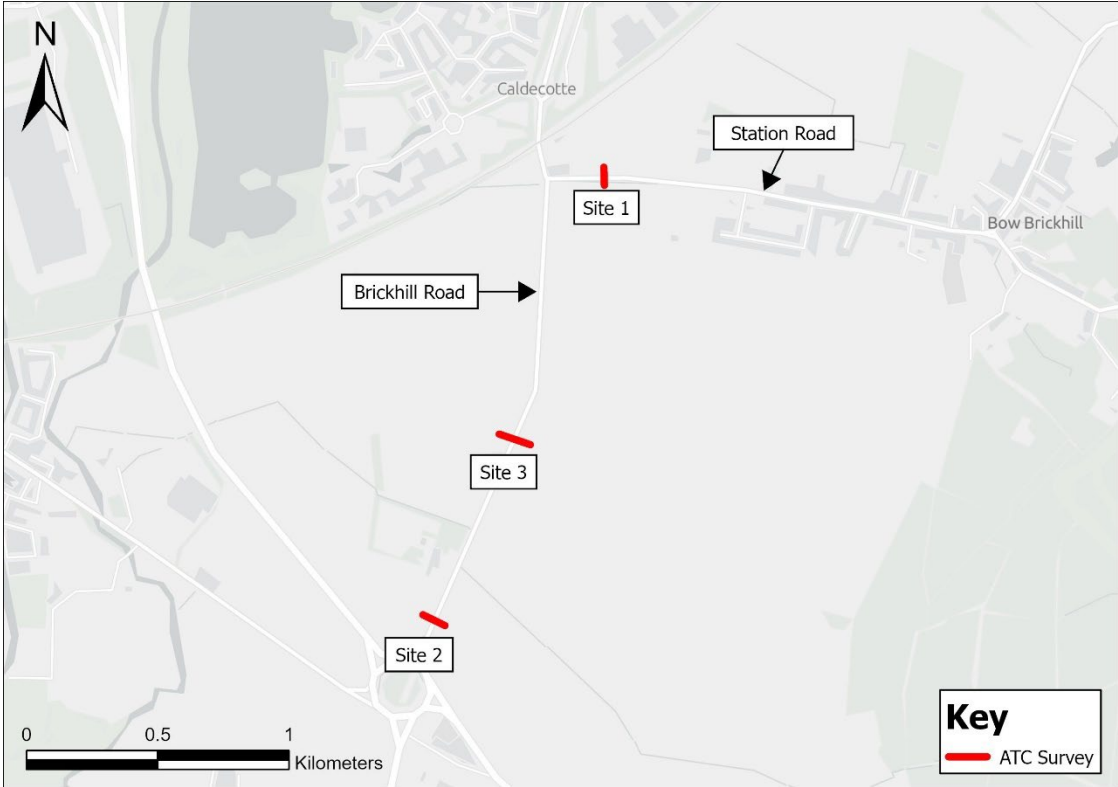 N
Caldecotte
Station Road
Site 1
Bow Brickhill
Brickhill Road
Site 3
Site 2
0 0.5 1
Kilometers
Key
ATC Survey